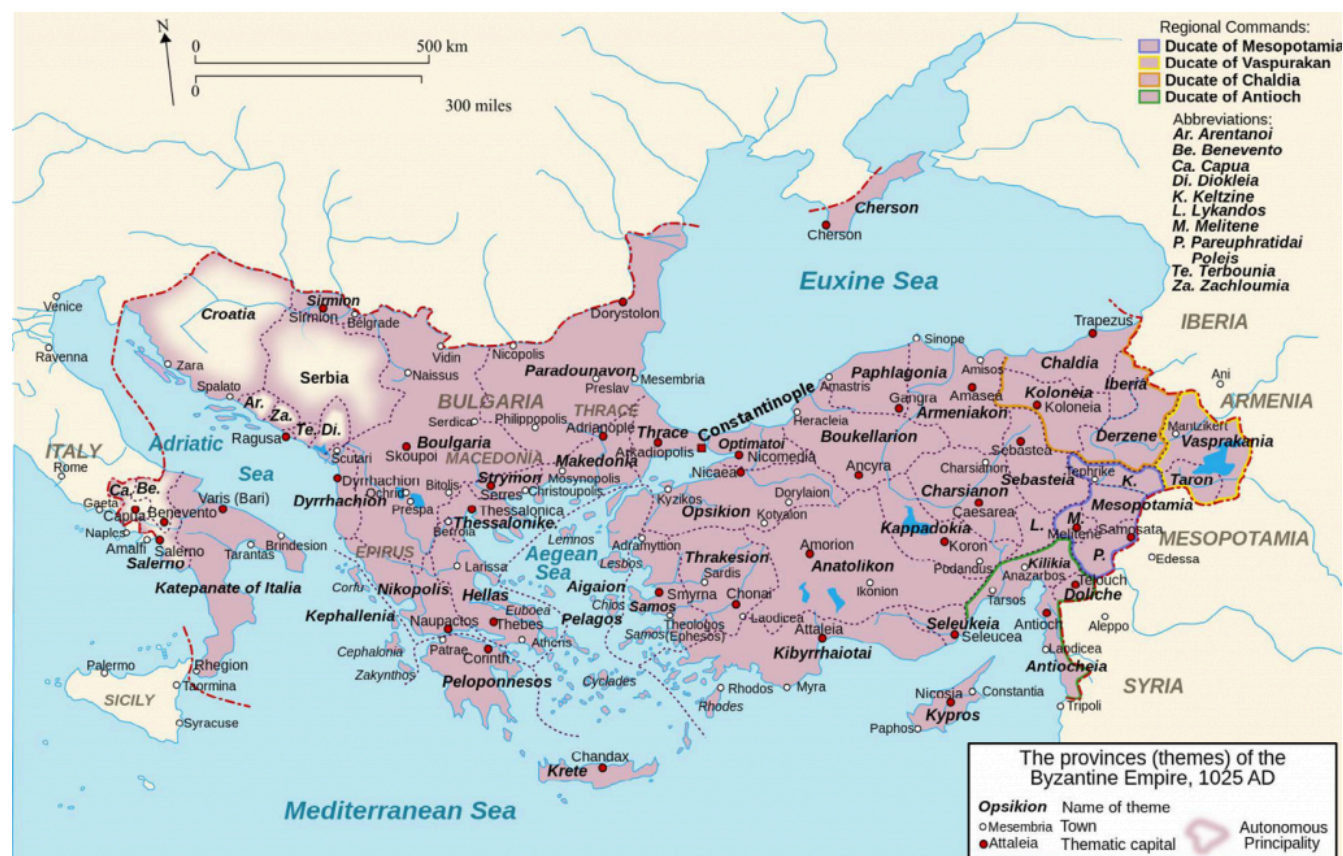 N
0
500 km
0
300 miles
Regional Commands:
Ducate of Mesopotamia
Ducate of Vaspurakan
Ducate of Chaldia
Ducate of Antioch
Abbreviations:
Ar. Arentanoi
Be. Benevento
Ca. Capua
Di. Diokleia
K. Keltzine
L. Lykandos
M. Melitene
P. Pareuphratidai
Poleis
Te. Terbounia
Za. Zachloumia
Cherson
Cherson
Euxine Sea
Venice
Ravenna
Croatia
Sirmion
Sirmion
Belgrade
Zara
Spalato
Serbia
Ar.
Za.
Te.
Di.
Ragusa
Scutari
Vidin
Nicopolis
Naissus
Dorystolon
Paradounavon
Preslav
Mesembria
BULGARIA
Serdica
Philippopolis
THRACE
Adrianople
Thrace
Arkadiopolis
Constantinople
Boulgaria
Skoupoi
MACEDONIA
Makedonia
Mosynopolis
Strymon
Serres
Christoupolis
Dyrrhachion
Dyrrhachion
Ochrid
Prespa
Bitolis
Thessalonica
Thessalonike.
Berroia
ITALY
Rome
Adriatic
Sea
Ca.
Be.
Gaeta
Capua
Benevento
Naples
Amalfi
Salerno
Salerno
Varis (Bari)
Tarantas
Brindesion
Katepanate of Italia
Rhegion
Taormina
Palermo
SICILY
Syracuse
EPIRUS
Corfu
Nikopolis
Kephallenia
Cephalonia
Zakynthos
Larissa
Hellas
Naupactos
Thebes
Euboea
Patrae
Athens
Corinth
Peloponnesos
Lemnos
Aegean
Sea
Lesbos
Aigaion
Pelagos
Chios
Samos
Samos
Cyclades
Chandax
Krete
Rhodos
Rhodes
Mediterranean Sea
Optimatoi
Nicomedia
Nicaea
Kyzikos
Opsikion
Adramyttion
Dorylaion
Kotyaion
Thrakesion
Sardis
Smyrna
Chonai
Theologos
(Ephesos)
Laodicea
Heracleia
Amastris
Boukellarion
Ancyra
Paphlagonia
Gangra
Sinope
Amisos
Amasea
Armeniakon
Amorion
Anatolikon
Ikonion
Attaleia
Kibyrrhaiotai
Myra
Charsianon
Charsianon
Caesarea
Kappadokia
Koron
Podandus
Sebastea
Sebasteia
Tephrike
Trapezus
Chaldia
Koloneia
Koloneia
Iberia
Derzene
IBERIA
Ani
ARMENIA
Mantzikert
Vasprakania
Taron
K.
Mesopotamia
L.
M.
Melitene
Samosata
P.
MESOPOTAMIA
Edessa
Kilikia
Anazarbos
Tarsos
Telouch
Doliche
Seleukeia
Seleucea
Antioch
Aleppo
Laodicea
Antiocheia
SYRIA
Tripoli
Nicosia
Constantia
Kypros
Paphos
The provinces (themes) of the
Byzantine Empire, 1025 AD
Opsikion Name of theme
Mesembria Town
Attaleia Thematic capital
Autonomous
Principality